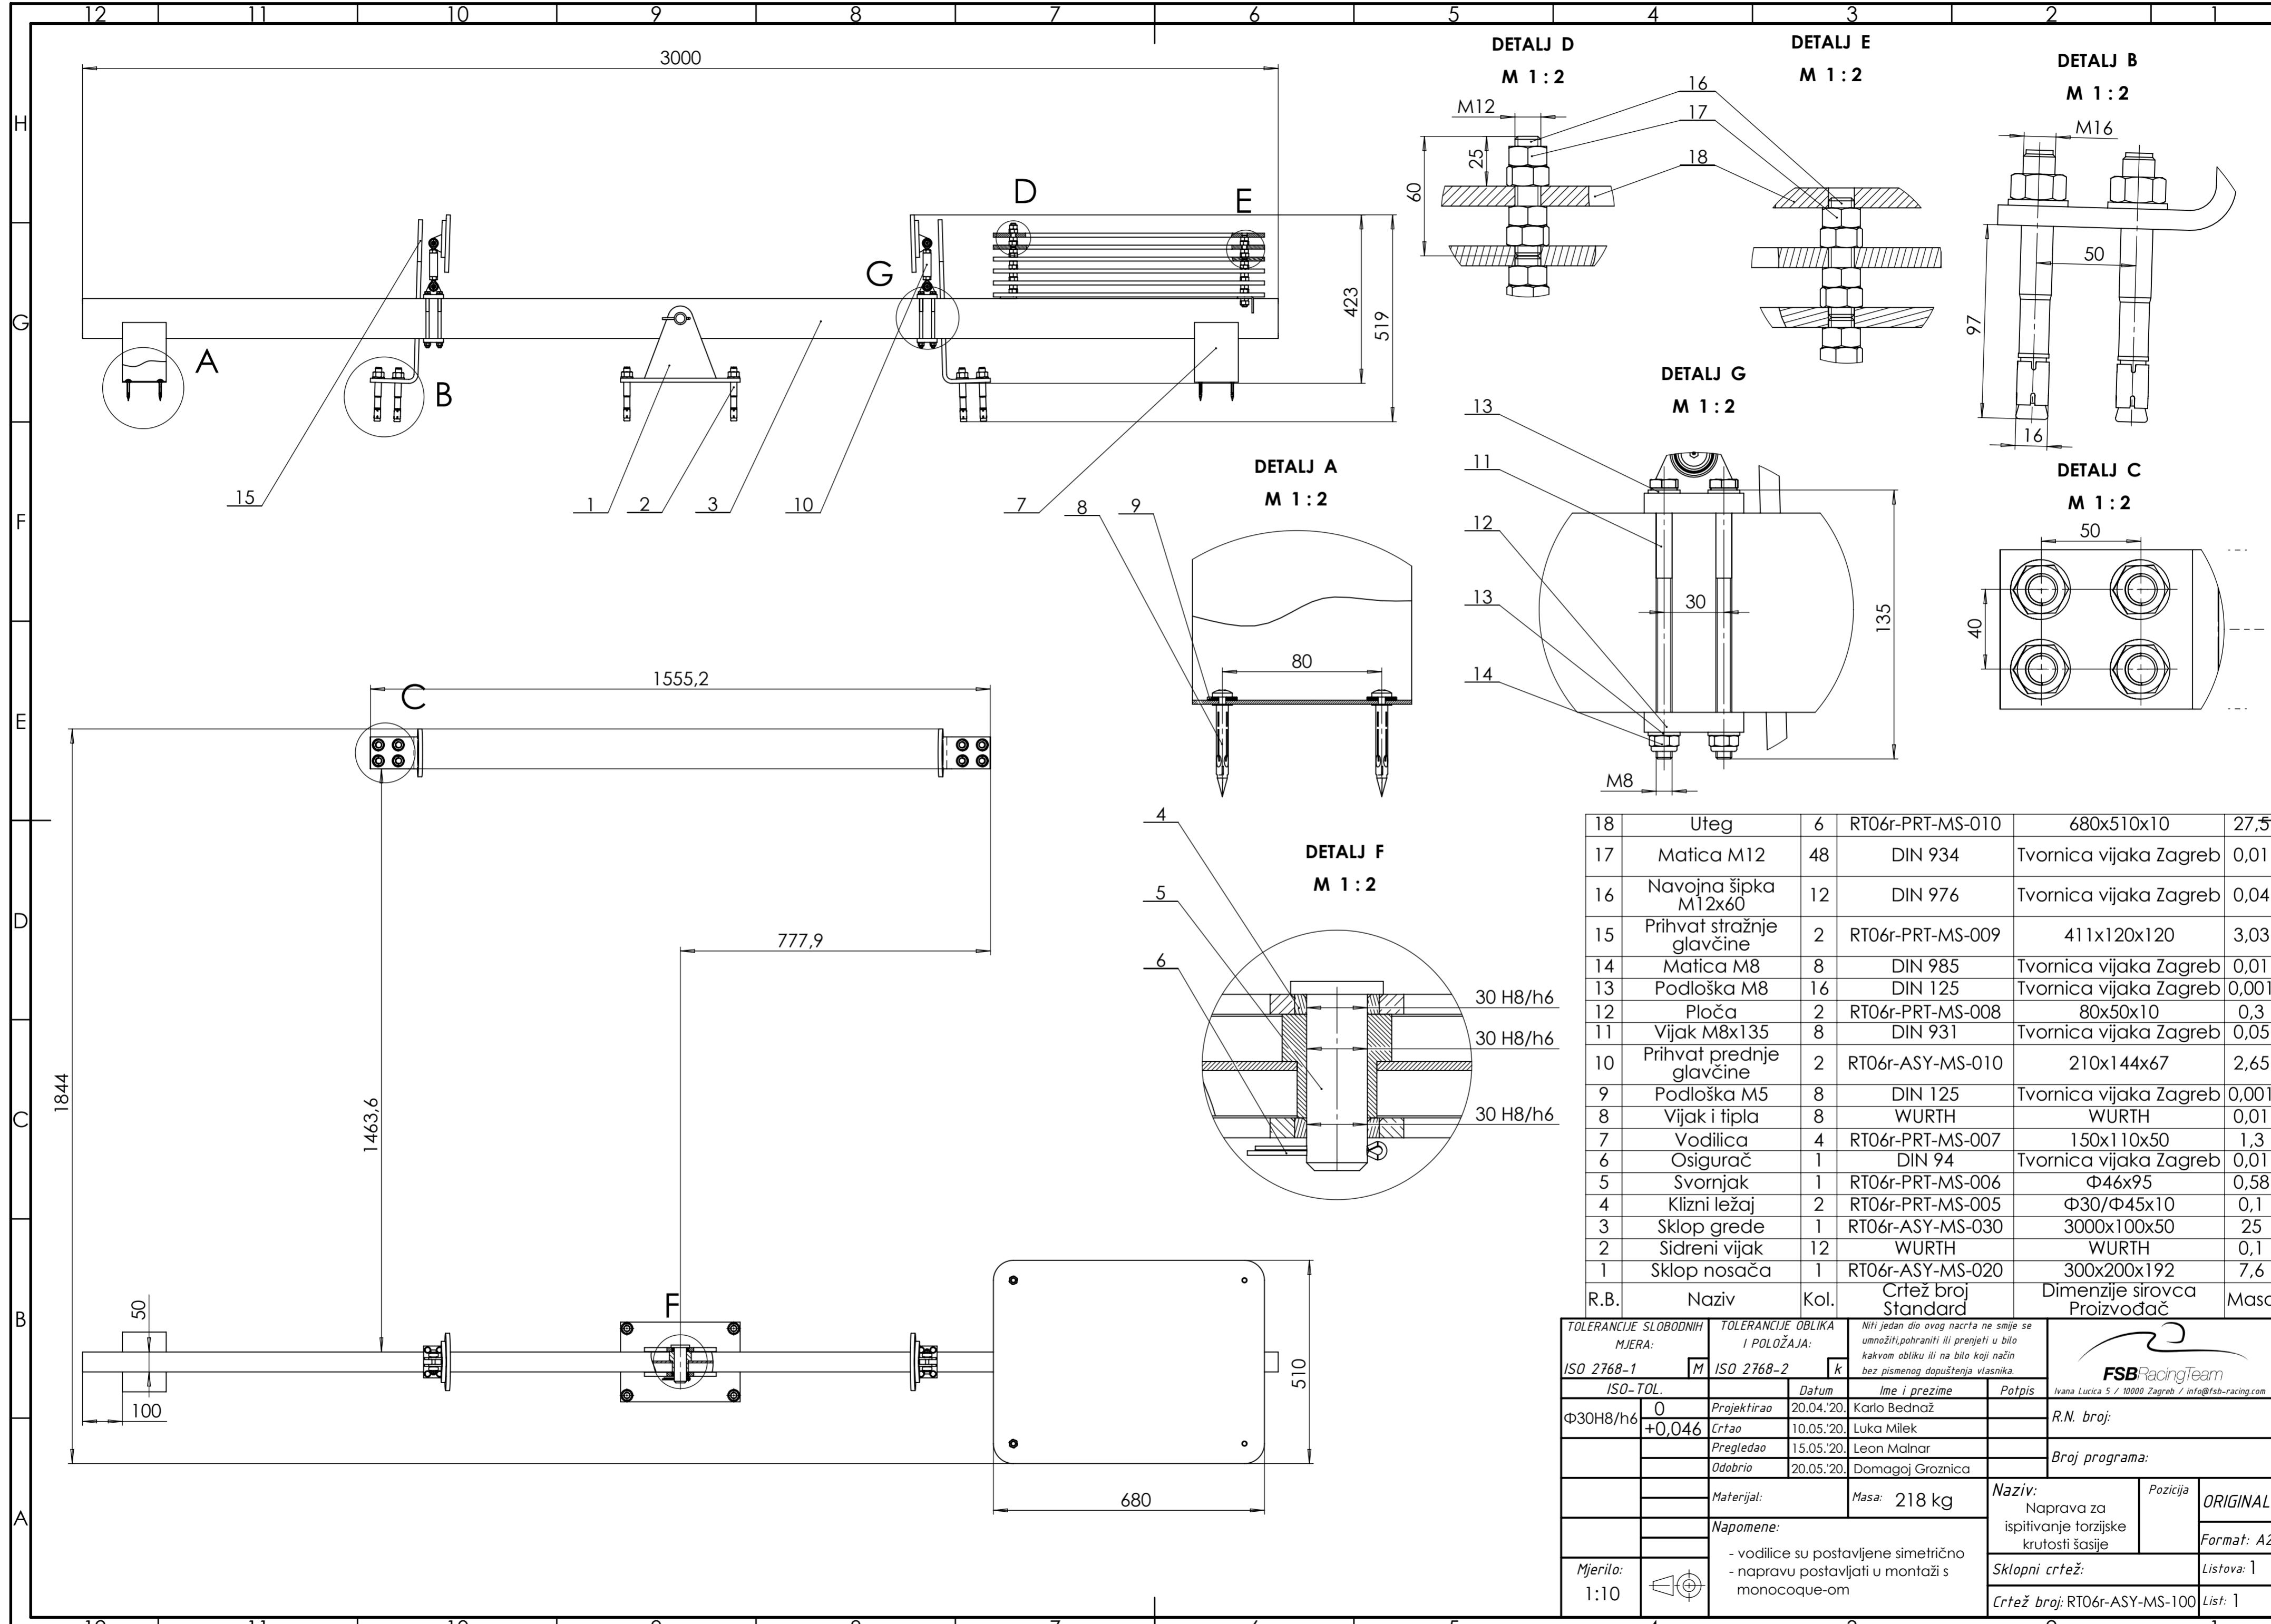 12 11 10 9 8 7 6 5 4 3 2 1
H
G
F
E
D
C
B
A
3000
D
E
G
A
B
423
519
15
1
2
3
10
7
DETALJ D
M 1:2
M12
25
60
16
17
18
DETALJ E
M 1:2
DETALJ B
M 1:2
M16
50
97
16
DETALJ G
M 1:2
13
11
12
13
14
30
135
M8
DETALJ C
M 1:2
50
40
DETALJ A
M 1:2
8
9
80
1555,2
C
1844
1463,6
777,9
F
50
100
510
680
DETALJ F
M 1:2
4
5
6
30 H8/h6
30 H8/h6
30 H8/h6
18 Uteg 6 RT06r-PRT-MS-010 680x510x10 27,5
17 Matica M12 48 DIN 934 Tvornica vijaka Zagreb 0,01
16 Navojna šipka M12x60 12 DIN 976 Tvornica vijaka Zagreb 0,04
15 Prihvat stražnje glavčine 2 RT06r-PRT-MS-009 411x120x120 3,03
14 Matica M8 8 DIN 985 Tvornica vijaka Zagreb 0,01
13 Podloška M8 16 DIN 125 Tvornica vijaka Zagreb 0,001
12 Ploča 2 RT06r-PRT-MS-008 80x50x10 0,3
11 Vijak M8x135 8 DIN 931 Tvornica vijaka Zagreb 0,05
10 Prihvat prednje glavčine 2 RT06r-ASY-MS-010 210x144x67 2,65
9 Podloška M5 8 DIN 125 Tvornica vijaka Zagreb 0,001
8 Vijak i tipla 8 WURTH WURTH 0,01
7 Vodilica 4 RT06r-PRT-MS-007 150x110x50 1,3
6 Osigurač 1 DIN 94 Tvornica vijaka Zagreb 0,01
5 Svornjak 1 RT06r-PRT-MS-006 Φ46x95 0,58
4 Klizni ležaj 2 RT06r-PRT-MS-005 Φ30/Φ45x10 0,1
3 Sklop grede 1 RT06r-ASY-MS-030 3000x100x50 25
2 Sidreni vijak 12 WURTH WURTH 0,1
1 Sklop nosača 1 RT06r-ASY-MS-020 300x200x192 7,6
R.B. Naziv Kol. Crtež broj Standard Dimenzije sirovca Proizvođač Masa
TOLERANCIJE SLOBODNIH MJERA:
ISO 2768-1 M
TOLERANCIJE OBLIKA I POLOŽAJA:
ISO 2768-2 k
Niti jedan dio ovog nacrta ne smije se
umnožiti,pohraniti ili prenjeti u bilo
kakvom obliku ili na bilo koji način
bez pismenog dopuštenja vlasnika.
FSBRacingTeam
Ivana Lucica 5 / 10000 Zagreb / info@fsb-racing.com
ISO-TOL. Datum Ime i prezime Potpis
Φ30H8/h6 0 +0,046
Projektirao 20.04.'20. Karlo Bednaž
Crtao 10.05.'20. Luka Milek
Pregledao 15.05.'20. Leon Malnar
Odobrio 20.05.'20. Domagoj Groznica
R.N. broj:
Broj programa:
Materijal:
Masa: 218 kg
Naziv:
Naprava za
ispitivanje torzijske
krutosti šasije
Pozicija
ORIGINAL
Format: A2
Napomene:
- vodilice su postavljene simetrično
- napravu postavljati u montaži s
monocoque-om
Mjerilo:
1:10
Sklopni crtež:
Listova: 1
Crtež broj: RT06r-ASY-MS-100
List: 1